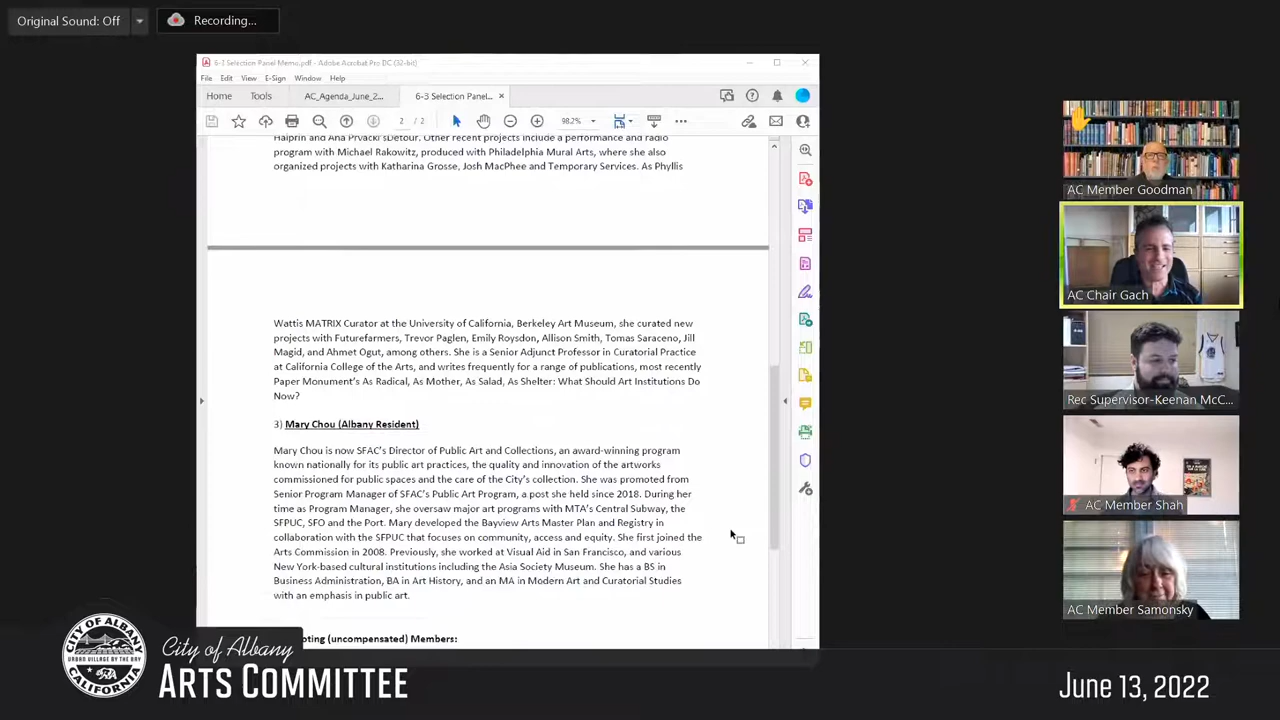 Original Sound: Off
Recording...
6-3 Selection Panel Memo.pdf - Adobe Acrobat Pro DC (32-bit)
File Edit View E-Sign Window Help
Home Tools AC_Agenda_June_2... 6-3 Selection Panel... ×
2 / 2 98.2%
Halprin and Ana Prvacki sDetour. Other recent projects include a performance and radio
program with Michael Rakowitz, produced with Philadelphia Mural Arts, where she also
organized projects with Katharina Grosse, Josh MacPhee and Temporary Services. As Phyllis
Wattis MATRIX Curator at the University of California, Berkeley Art Museum, she curated new
projects with Futurefarmers, Trevor Paglen, Emily Roysdon, Allison Smith, Tomas Saraceno, Jill
Magid, and Ahmet Ogut, among others. She is a Senior Adjunct Professor in Curatorial Practice
at California College of the Arts, and writes frequently for a range of publications, most recently
Paper Monument's As Radical, As Mother, As Salad, As Shelter: What Should Art Institutions Do
Now?
3) Mary Chou (Albany Resident)
Mary Chou is now SFAC's Director of Public Art and Collections, an award-winning program
known nationally for its public art practices, the quality and innovation of the artworks
commissioned for public spaces and the care of the City's collection. She was promoted from
Senior Program Manager of SFAC's Public Art Program, a post she held since 2018. During her
time as Program Manager, she oversaw major art programs with MTA's Central Subway, the
SFPUC, SFO and the Port. Mary developed the Bayview Arts Master Plan and Registry in
collaboration with the SFPUC that focuses on community, access and equity. She first joined the
Arts Commission in 2008. Previously, she worked at Visual Aid in San Francisco, and various
New York-based cultural institutions including the Asia Society Museum. She has a BS in
Business Administration, BA in Art History, and an MA in Modern Art and Curatorial Studies
with an emphasis in public art.
oting (uncompensated) Members:
AC Member Goodman
AC Chair Gach
Rec Supervisor-Keenan McC...
AC Member Shah
AC Member Samonsky
CITY OF ALBANY
URBAN VILLAGE BY THE BAY
CALIFORNIA
City of Albany
ARTS COMMITTEE
June 13, 2022